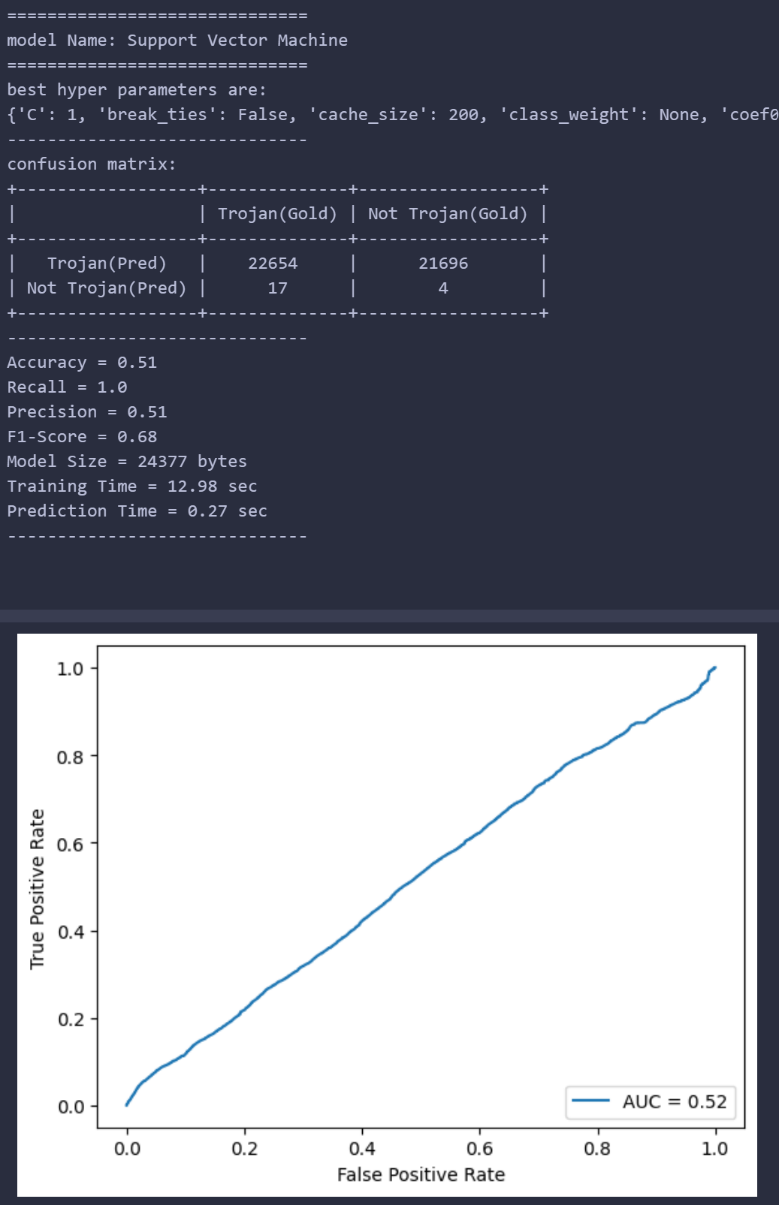 ==============================
model Name: Support Vector Machine
==============================
best hyper parameters are:
{'C': 1, 'break_ties': False, 'cache_size': 200, 'class_weight': None, 'coef0
------------------------------
confusion matrix:
+------------------+--------------+------------------+
|                  | Trojan(Gold) | Not Trojan(Gold) |
+------------------+--------------+------------------+
|   Trojan(Pred)   |    22654     |      21696       |
| Not Trojan(Pred) |      17      |        4         |
+------------------+--------------+------------------+
------------------------------
Accuracy = 0.51
Recall = 1.0
Precision = 0.51
F1-Score = 0.68
Model Size = 24377 bytes
Training Time = 12.98 sec
Prediction Time = 0.27 sec
------------------------------
1.0
0.8
0.6
0.4
0.2
0.0
True Positive Rate
AUC = 0.52
0.0 0.2 0.4 0.6 0.8 1.0
False Positive Rate